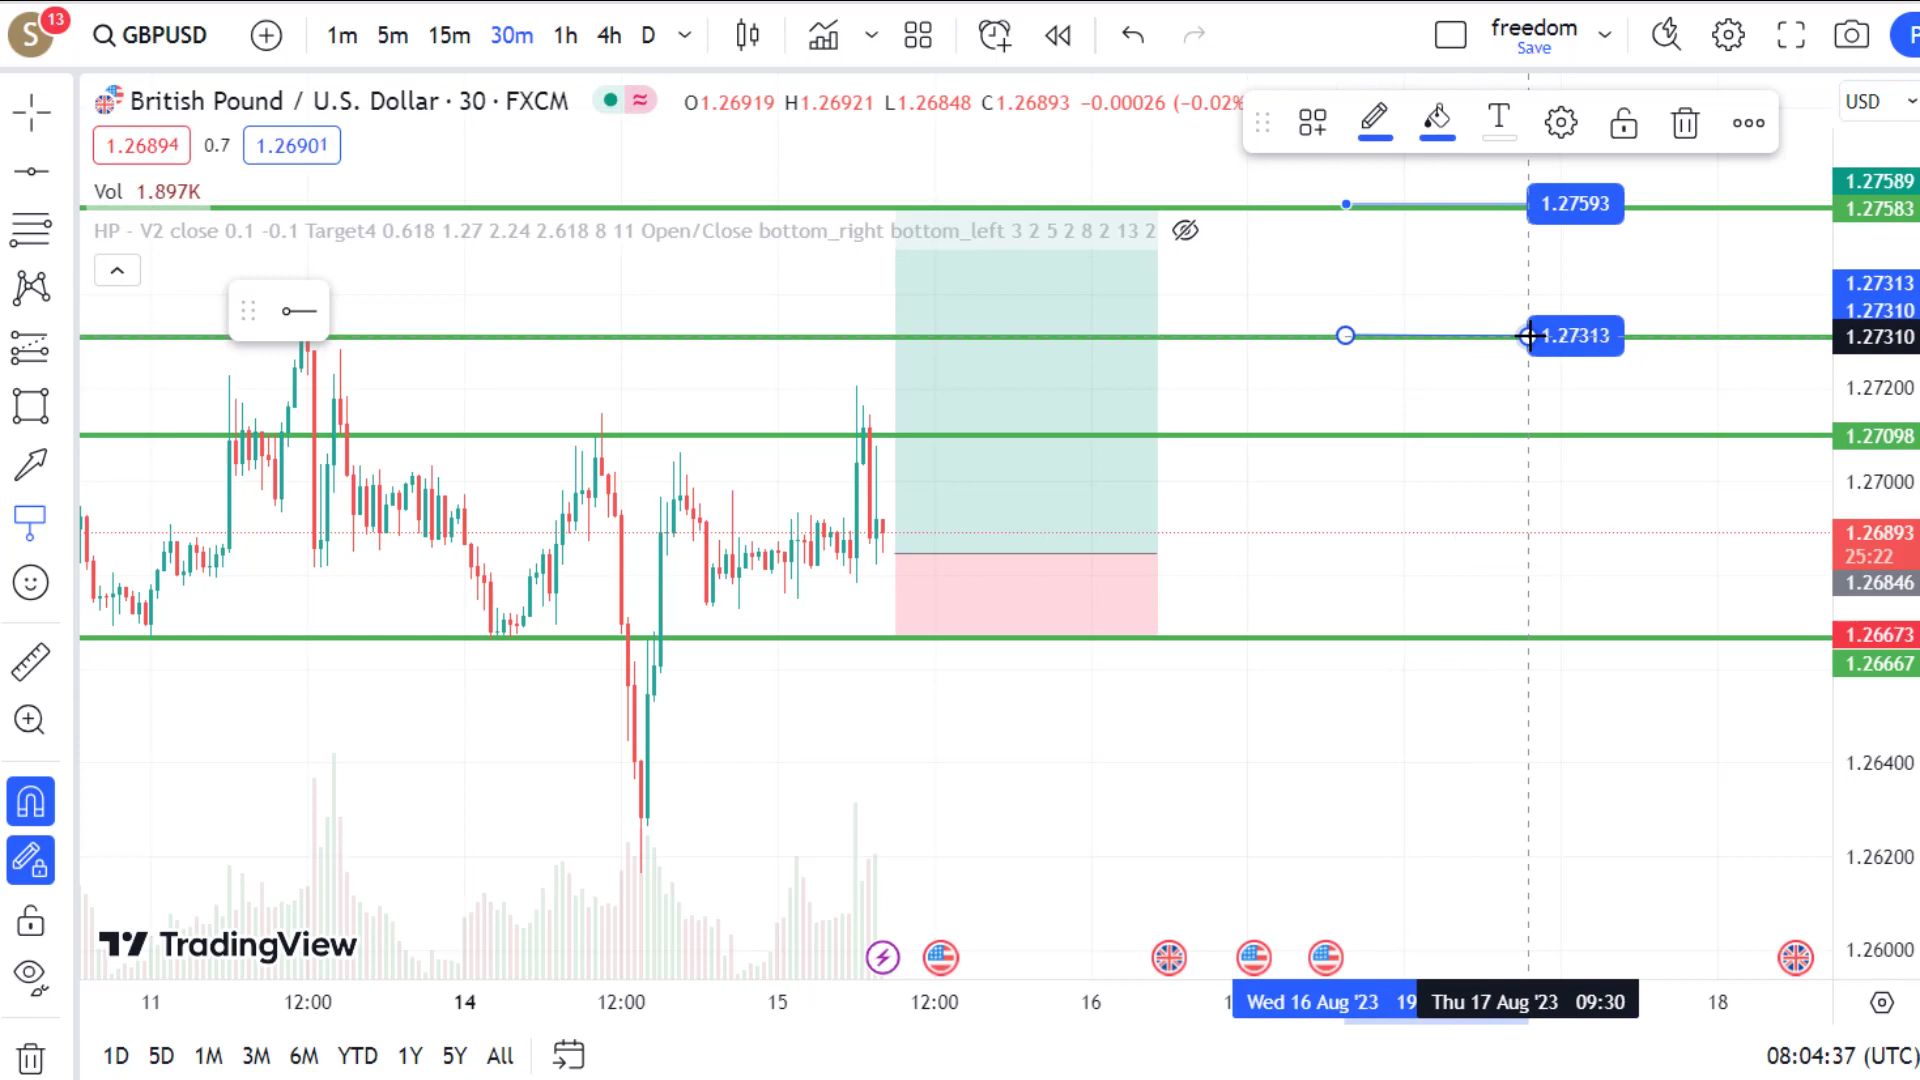 S
13
GBPUSD
1m 5m 15m 30m 1h 4h D
freedom
Save
P
British Pound / U.S. Dollar · 30 · FXCM
O1.26919 H1.26921 L1.26848 C1.26893 −0.00026 (−0.02%
USD
1.26894 0.7 1.26901
T
Vol 1.897K
HP - V2 close 0.1 -0.1 Target4 0.618 1.27 2.24 2.618 8 11 Open/Close bottom_right bottom_left 3 2 5 2 8 2 13 2
1.27593
1.27313
1.27589
1.27583
1.27313
1.27310
1.27310
1.27200
1.27098
1.27000
1.26893
25:22
1.26846
1.26673
1.26667
1.26400
1.26200
1.26000
TradingView
11 12:00 14 12:00 15 12:00 16 Wed 16 Aug '23 19 Thu 17 Aug '23 09:30 18
1D 5D 1M 3M 6M YTD 1Y 5Y All
08:04:37 (UTC)